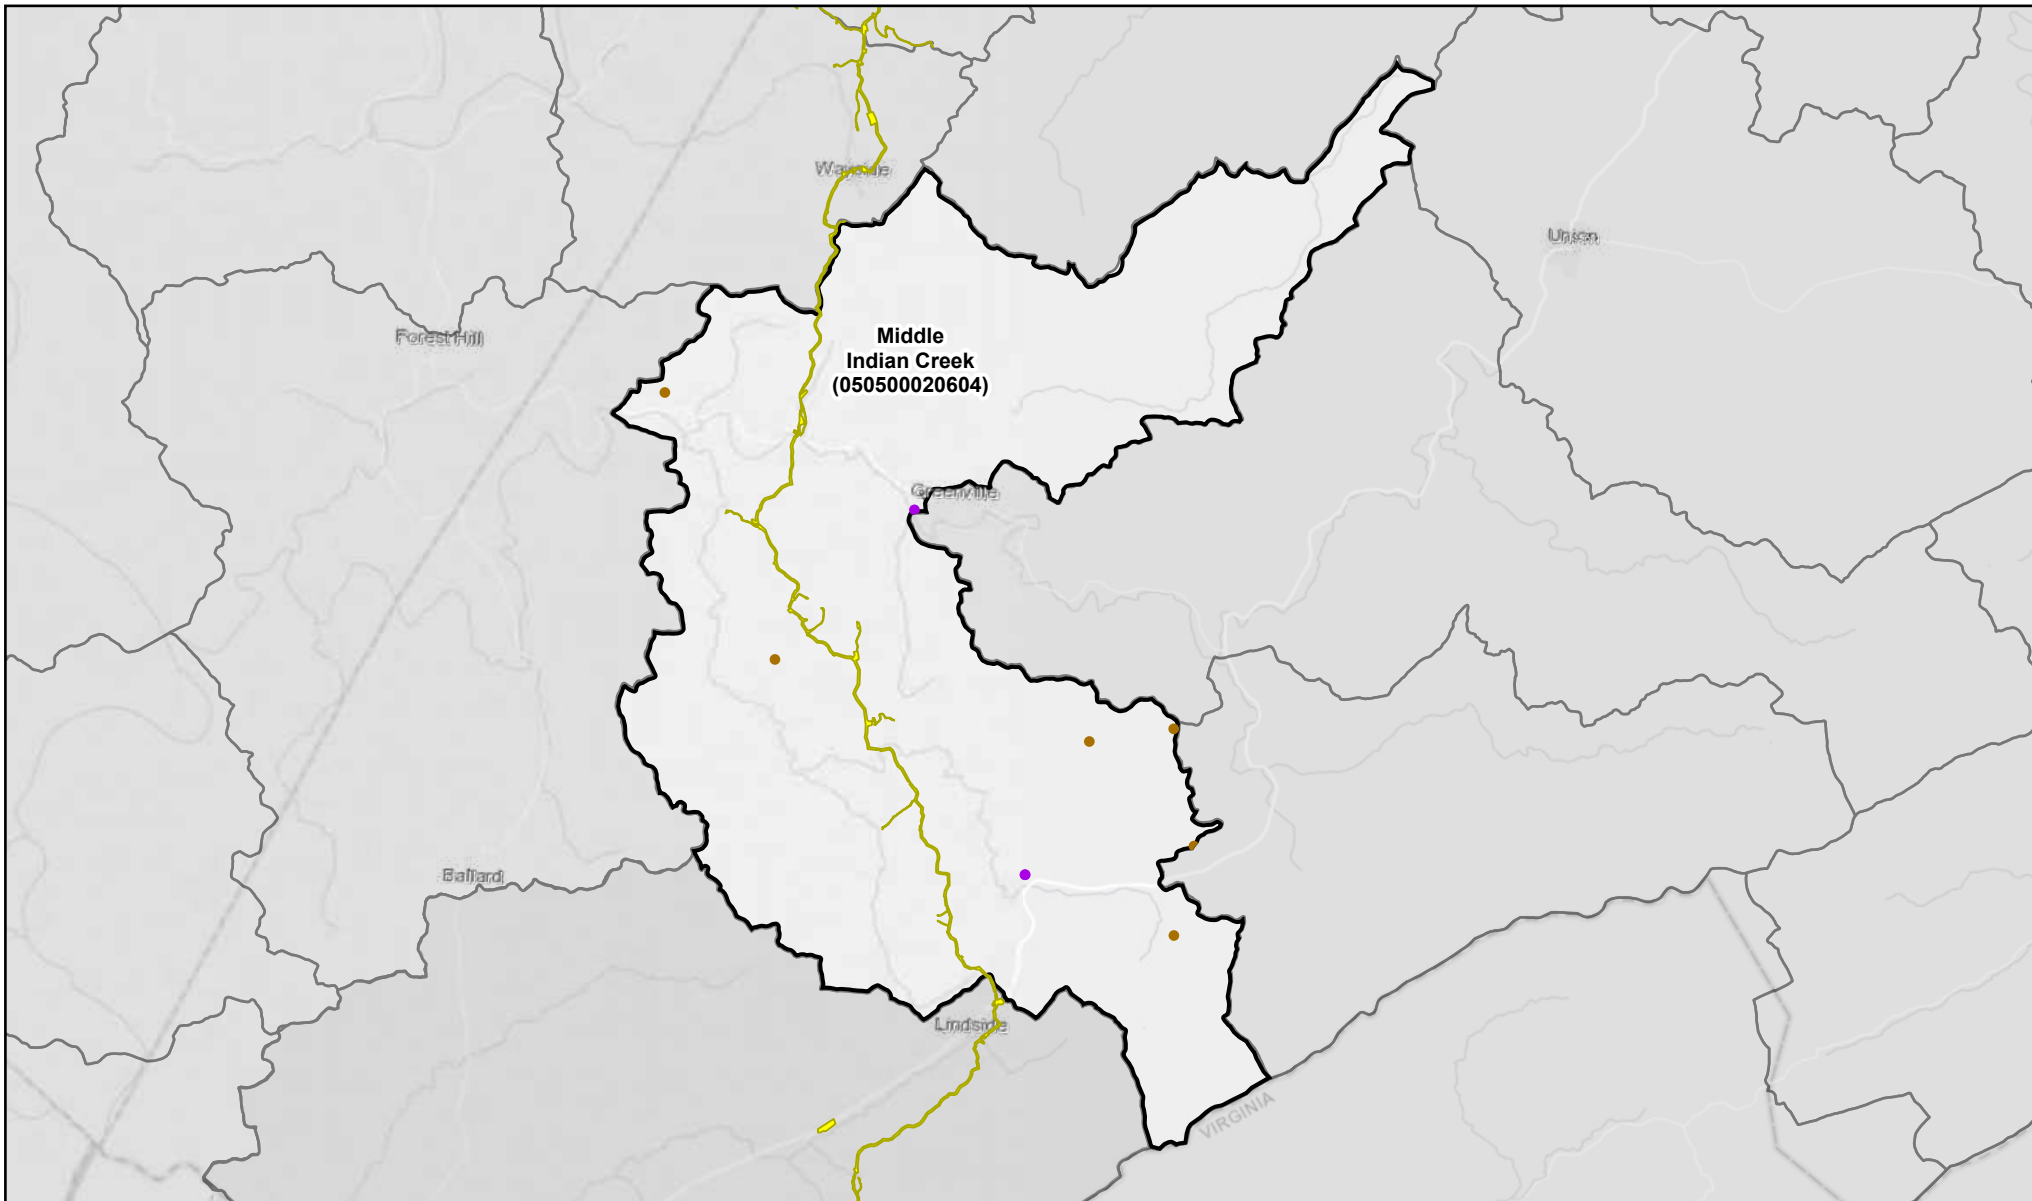 Wayside
Union
Forest Hill
Middle
Indian Creek
(050500020604)
Greenville
Ballard
Lindside
VIRGINIA